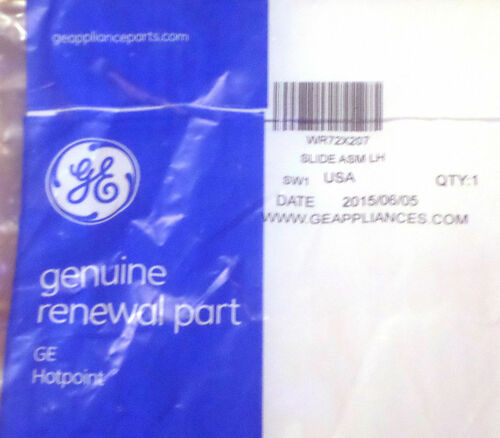 geapplianceparts.com
WR72X207
SLIDE ASM LH
SW1 USA QTY:1
DATE 2015/06/05
WWW.GEAPPLIANCES.COM
GE
genuine
renewal part
GE
Hotpoint